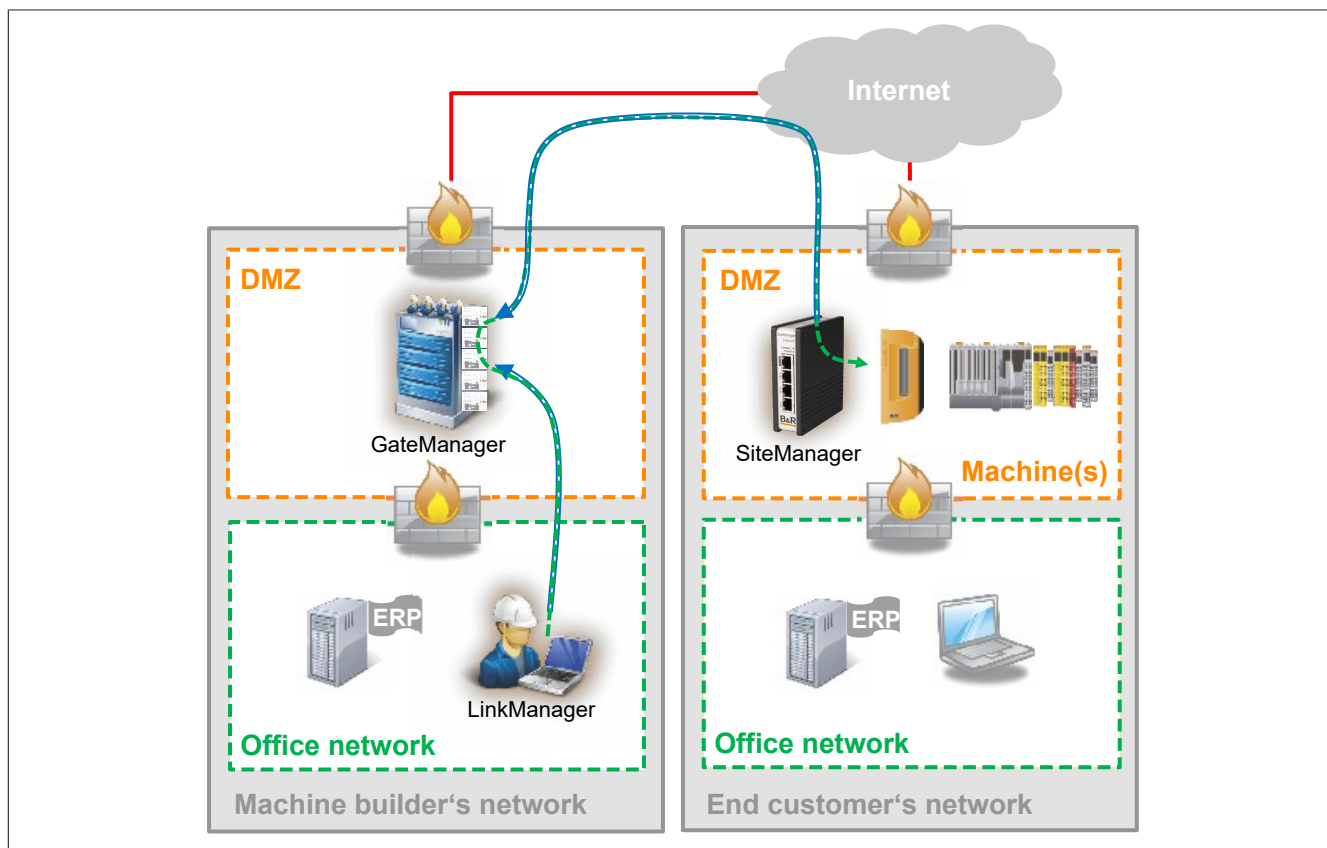 Internet
DMZ
GateManager
DMZ
B&R
SiteManager
Machine(s)
ERP
LinkManager
Office network
ERP
Office network
Machine builder‘s network
End customer‘s network